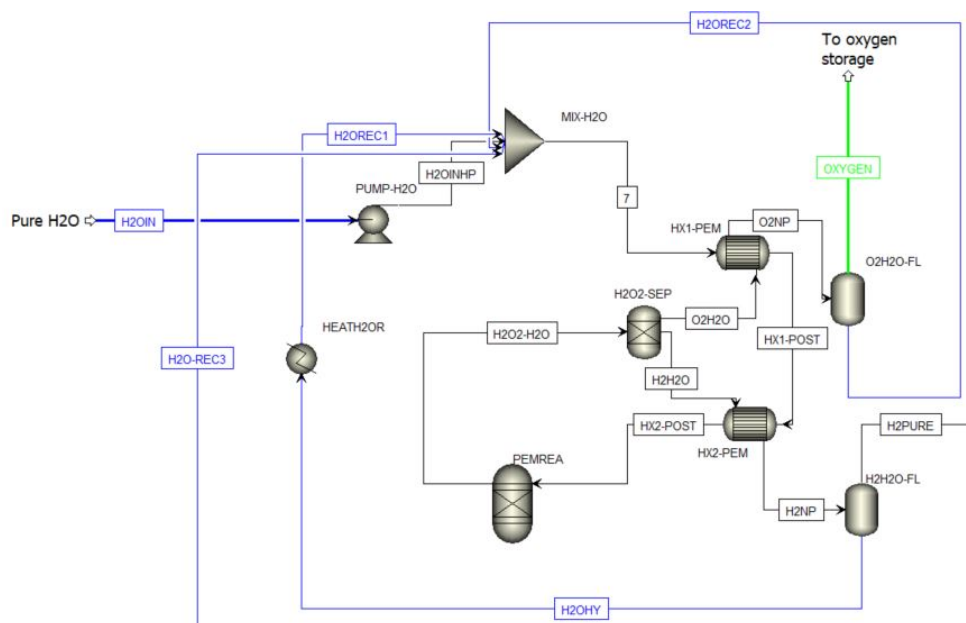 H2OREC2
To oxygen
storage
MIX-H2O
H2OREC1
H2OINHP
PUMP-H2O
OXYGEN
7
Pure H2O
H2OIN
O2NP
HX1-PEM
O2H2O-FL
H2O2-SEP
HEATH2OR
H2O2-H2O
O2H2O
HX1-POST
H2O-REC3
H2H2O
HX2-POST
H2PURE
PEMREA
HX2-PEM
H2H2O-FL
H2NP
H2OHY